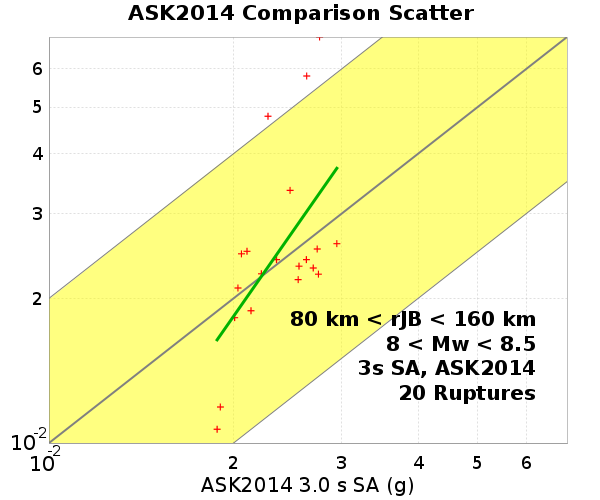 ASK2014 Comparison Scatter
6
5
4
3
2
10-2
80 km < rJB < 160 km
8 < Mw < 8.5
3s SA, ASK2014
20 Ruptures
10-2 2 3 4 5 6
ASK2014 3.0 s SA (g)